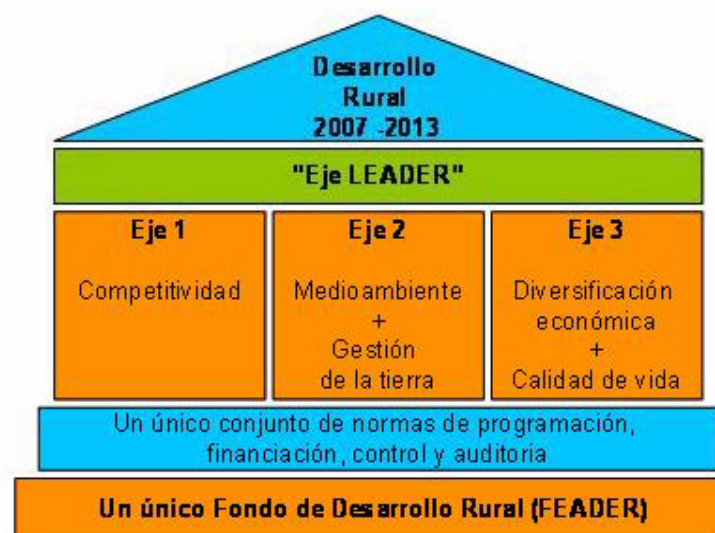 Desarrollo
Rural
2007 -2013
"Eje LEADER"
Eje 1
Competitividad
Eje 2
Medioambiente
+
Gestión
de la tierra
Eje 3
Diversificación
económica
+
Calidad de vida
Un único conjunto de normas de programación,
financiación, control y auditoria
Un único Fondo de Desarrollo Rural (FEADER)